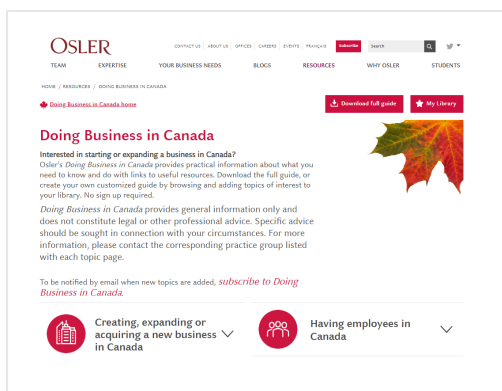 OSLER
CONTACT US | ABOUT US | OFFICES | CAREERS | EVENTS | FRANÇAIS Subscribe Search
TEAM EXPERTISE YOUR BUSINESS NEEDS BLOGS RESOURCES WHY OSLER STUDENTS
HOME / RESOURCES / DOING BUSINESS IN CANADA
Doing Business in Canada home
Download full guide My Library
Doing Business in Canada
Interested in starting or expanding a business in Canada?
Osler's Doing Business in Canada provides practical information about what you
need to know and do with links to useful resources. Download the full guide, or
create your own customized guide by browsing and adding topics of interest to
your library. No sign up required.
Doing Business in Canada provides general information only and
does not constitute legal or other professional advice. Specific advice
should be sought in connection with your circumstances. For more
information, please contact the corresponding practice group listed
with each topic page.
To be notified by email when new topics are added, subscribe to Doing
Business in Canada.
Creating, expanding or
acquiring a new business
in Canada
Having employees in
Canada